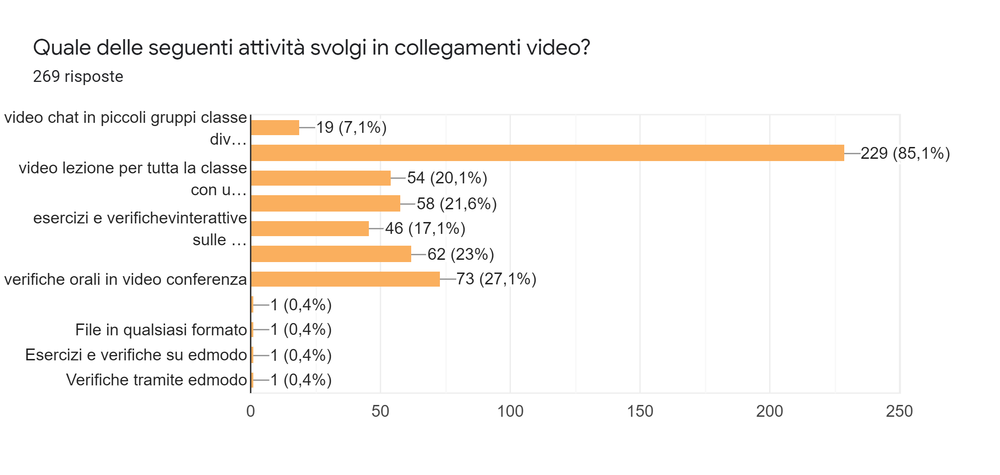 Quale delle seguenti attività svolgi in collegamenti video?
269 risposte
video chat in piccoli gruppi classe
div…
19 (7,1%)
229 (85,1%)
video lezione per tutta la classe
con u…
54 (20,1%)
58 (21,6%)
esercizi e verifichevinterattive
sulle …
46 (17,1%)
62 (23%)
verifiche orali in video conferenza
73 (27,1%)
1 (0,4%)
File in qualsiasi formato
1 (0,4%)
Esercizi e verifiche su edmodo
1 (0,4%)
Verifiche tramite edmodo
1 (0,4%)
0 50 100 150 200 250